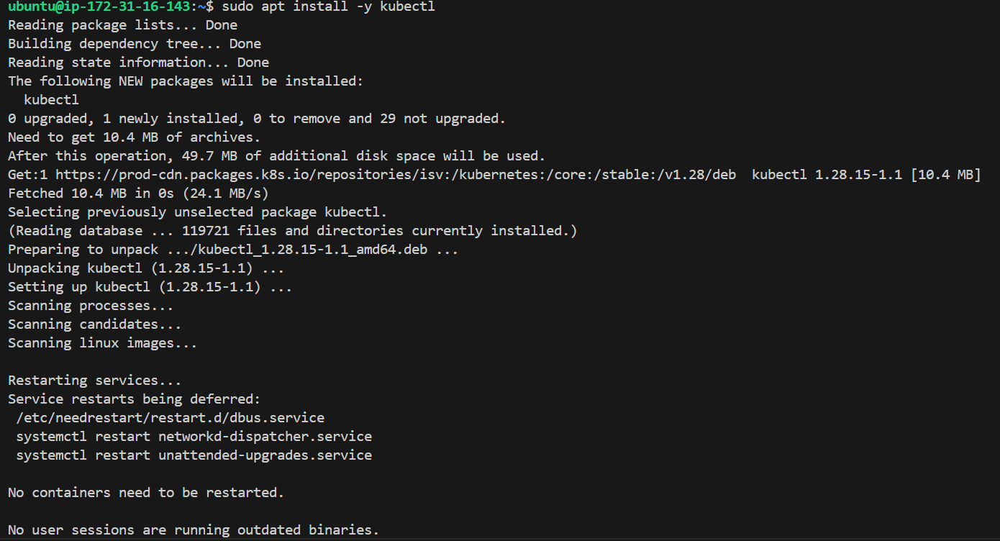 ubuntu@ip-172-31-16-143:~$ sudo apt install -y kubectl
Reading package lists... Done
Building dependency tree... Done
Reading state information... Done
The following NEW packages will be installed:
  kubectl
0 upgraded, 1 newly installed, 0 to remove and 29 not upgraded.
Need to get 10.4 MB of archives.
After this operation, 49.7 MB of additional disk space will be used.
Get:1 https://prod-cdn.packages.k8s.io/repositories/isv:/kubernetes:/core:/stable:/v1.28/deb  kubectl 1.28.15-1.1 [10.4 MB]
Fetched 10.4 MB in 0s (24.1 MB/s)
Selecting previously unselected package kubectl.
(Reading database ... 119721 files and directories currently installed.)
Preparing to unpack .../kubectl_1.28.15-1.1_amd64.deb ...
Unpacking kubectl (1.28.15-1.1) ...
Setting up kubectl (1.28.15-1.1) ...
Scanning processes...
Scanning candidates...
Scanning linux images...

Restarting services...
Service restarts being deferred:
 /etc/needrestart/restart.d/dbus.service
 systemctl restart networkd-dispatcher.service
 systemctl restart unattended-upgrades.service

No containers need to be restarted.

No user sessions are running outdated binaries.